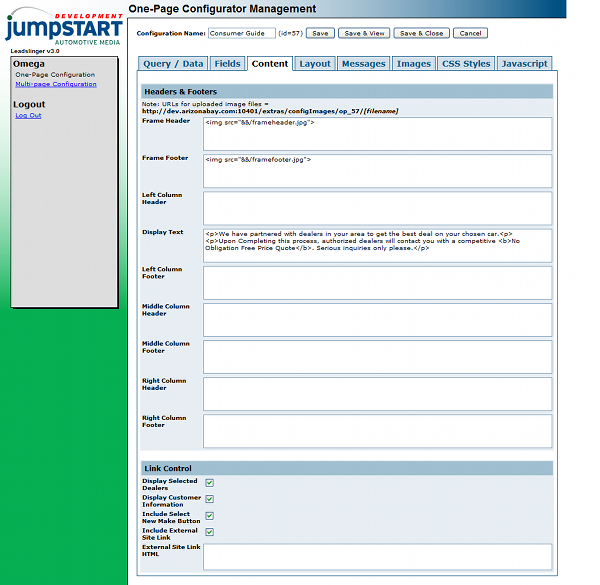 DEVELOPMENT
jumpSTART
AUTOMOTIVE MEDIA
Leadslinger v3.0
Omega
One-Page Configuration
Multi-page Configuration
Logout
Log Out
One-Page Configurator Management
Configuration Name: Consumer Guide (id=57) Save Save & View Save & Close Cancel
Query / Data Fields Content Layout Messages Images CSS Styles Javascript
Headers & Footers
Note: URLs for uploaded image files =
http://dev.arizonabay.com:10401/extras/configImages/op_57/[filename]
Frame Header <img src="&&/frameheader.jpg">
Frame Footer <img src="&&/framefooter.jpg">
Left Column
Header
Display Text <p>We have partnered with dealers in your area to get the best deal on your chosen car.<p>
<p>Upon Completing this process, authorized dealers will contact you with a competitive <b>No
Obligation Free Price Quote</b>. Serious inquiries only please.</p>
Left Column
Footer
Middle Column
Header
Middle Column
Footer
Right Column
Header
Right Column
Footer
Link Control
Display Selected
Dealers
Display Customer
Information
Include Select
New Make Button
Include External
Site Link
External Site Link
HTML